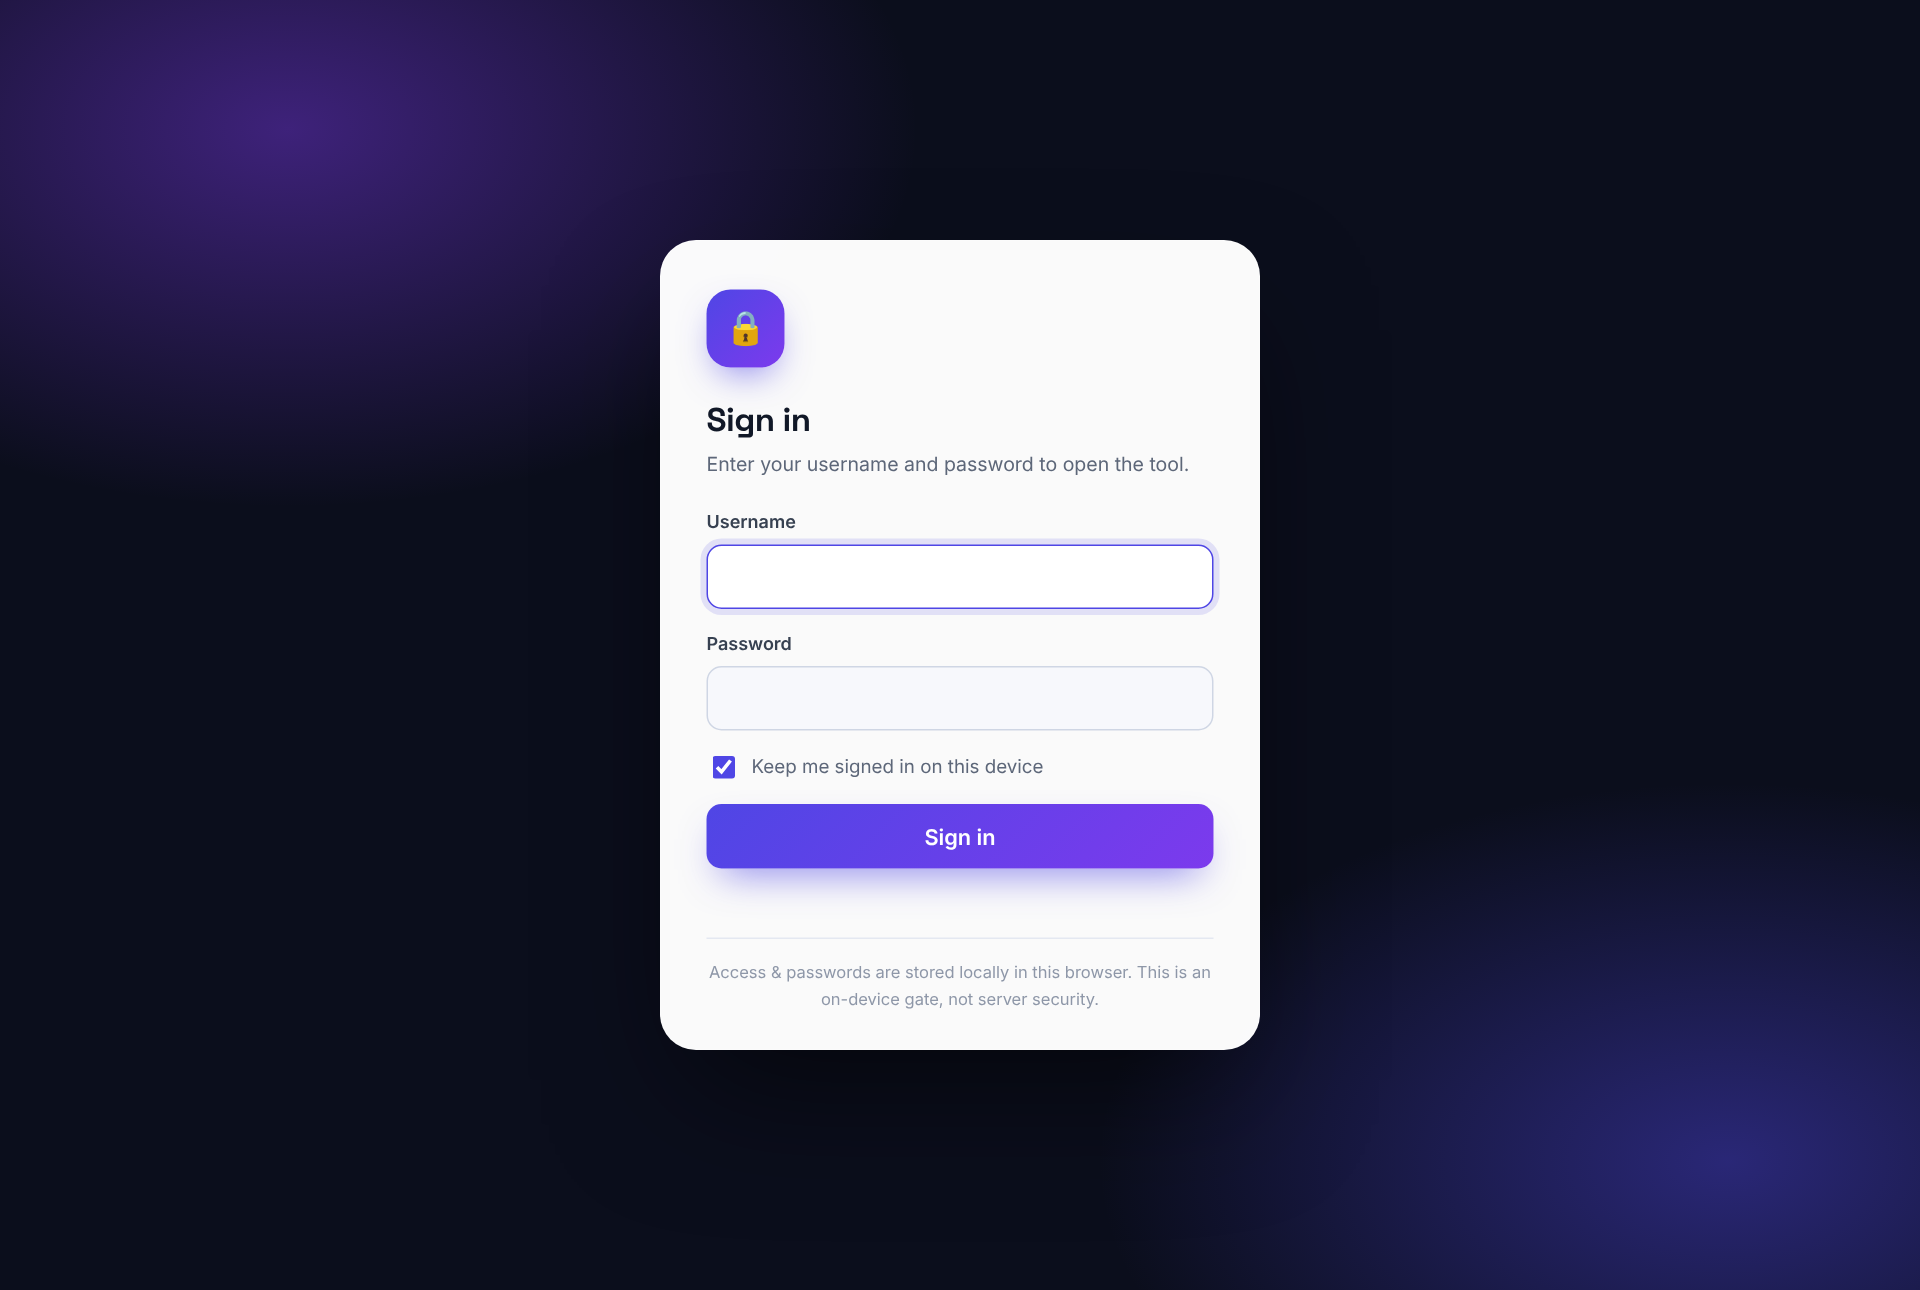 Sign in
Enter your username and password to open the tool.
Username
Password
Keep me signed in on this device
Sign in
Access & passwords are stored locally in this browser. This is an
on-device gate, not server security.